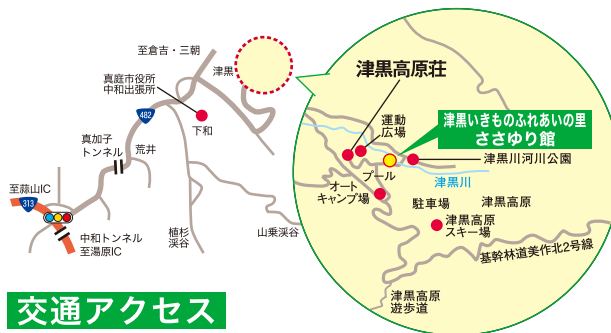 至倉吉・三朝
津黒
真庭市役所
中和出張所
482
下和
真加子
トンネル
荒井
至蒜山IC
313
中和トンネル
至湯原IC
植杉
渓谷
山乗渓谷
交通アクセス
津黒高原荘
運動
広場
津黒いきものふれあいの里
ささゆり館
津黒川河川公園
プール
津黒川
オート
キャンプ場
駐車場
津黒高原
津黒高原
スキー場
基幹林道美作北2号線
津黒高原
遊歩道